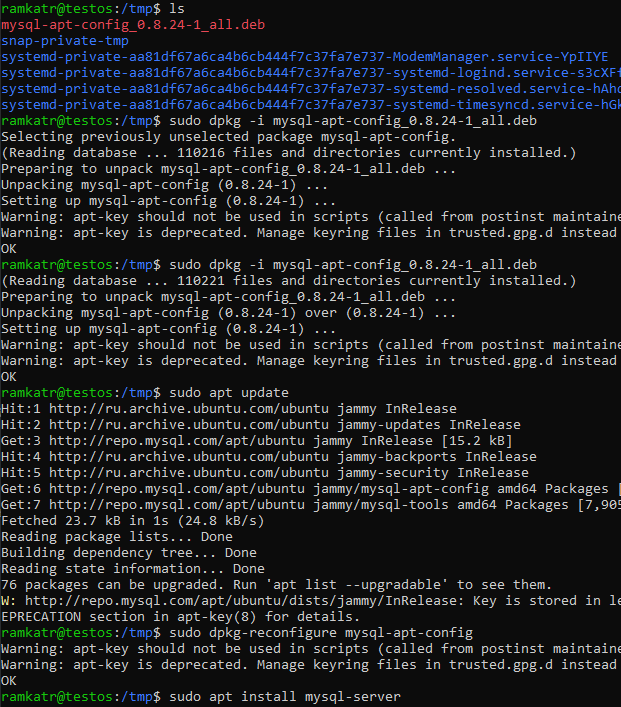 ramkatr@testos:/tmp$ ls
mysql-apt-config_0.8.24-1_all.deb
snap-private-tmp
systemd-private-aa81df67a6ca4b6cb444f7c37fa7e737-ModemManager.service-YpIIYE
systemd-private-aa81df67a6ca4b6cb444f7c37fa7e737-systemd-logind.service-s3cXFf
systemd-private-aa81df67a6ca4b6cb444f7c37fa7e737-systemd-resolved.service-hAhd
systemd-private-aa81df67a6ca4b6cb444f7c37fa7e737-systemd-timesyncd.service-hGk
ramkatr@testos:/tmp$ sudo dpkg -i mysql-apt-config_0.8.24-1_all.deb
Selecting previously unselected package mysql-apt-config.
(Reading database ... 110216 files and directories currently installed.)
Preparing to unpack mysql-apt-config_0.8.24-1_all.deb ...
Unpacking mysql-apt-config (0.8.24-1) ...
Setting up mysql-apt-config (0.8.24-1) ...
Warning: apt-key should not be used in scripts (called from postinst maintaine
Warning: apt-key is deprecated. Manage keyring files in trusted.gpg.d instead
OK
ramkatr@testos:/tmp$ sudo dpkg -i mysql-apt-config_0.8.24-1_all.deb
(Reading database ... 110221 files and directories currently installed.)
Preparing to unpack mysql-apt-config_0.8.24-1_all.deb ...
Unpacking mysql-apt-config (0.8.24-1) over (0.8.24-1) ...
Setting up mysql-apt-config (0.8.24-1) ...
Warning: apt-key should not be used in scripts (called from postinst maintaine
Warning: apt-key is deprecated. Manage keyring files in trusted.gpg.d instead
OK
ramkatr@testos:/tmp$ sudo apt update
Hit:1 http://ru.archive.ubuntu.com/ubuntu jammy InRelease
Hit:2 http://ru.archive.ubuntu.com/ubuntu jammy-updates InRelease
Get:3 http://repo.mysql.com/apt/ubuntu jammy InRelease [15.2 kB]
Hit:4 http://ru.archive.ubuntu.com/ubuntu jammy-backports InRelease
Hit:5 http://ru.archive.ubuntu.com/ubuntu jammy-security InRelease
Get:6 http://repo.mysql.com/apt/ubuntu jammy/mysql-apt-config amd64 Packages [
Get:7 http://repo.mysql.com/apt/ubuntu jammy/mysql-tools amd64 Packages [7,905
Fetched 23.7 kB in 1s (24.8 kB/s)
Reading package lists... Done
Building dependency tree... Done
Reading state information... Done
76 packages can be upgraded. Run 'apt list --upgradable' to see them.
W: http://repo.mysql.com/apt/ubuntu/dists/jammy/InRelease: Key is stored in le
EPRECATION section in apt-key(8) for details.
ramkatr@testos:/tmp$ sudo dpkg-reconfigure mysql-apt-config
Warning: apt-key should not be used in scripts (called from postinst maintaine
Warning: apt-key is deprecated. Manage keyring files in trusted.gpg.d instead
OK
ramkatr@testos:/tmp$ sudo apt install mysql-server